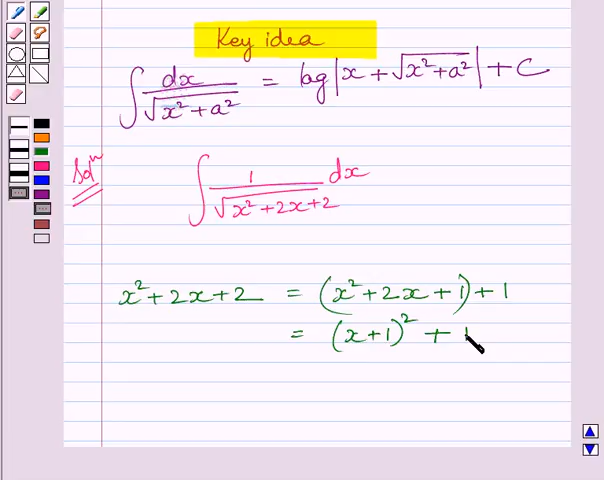 Key idea
∫ dx/√(x² + a²) = log|x + √(x² + a²)| + C
Solⁿ
∫ 1/√(x² + 2x + 2) dx
x² + 2x + 2 = (x² + 2x + 1) + 1
= (x + 1)² + 1